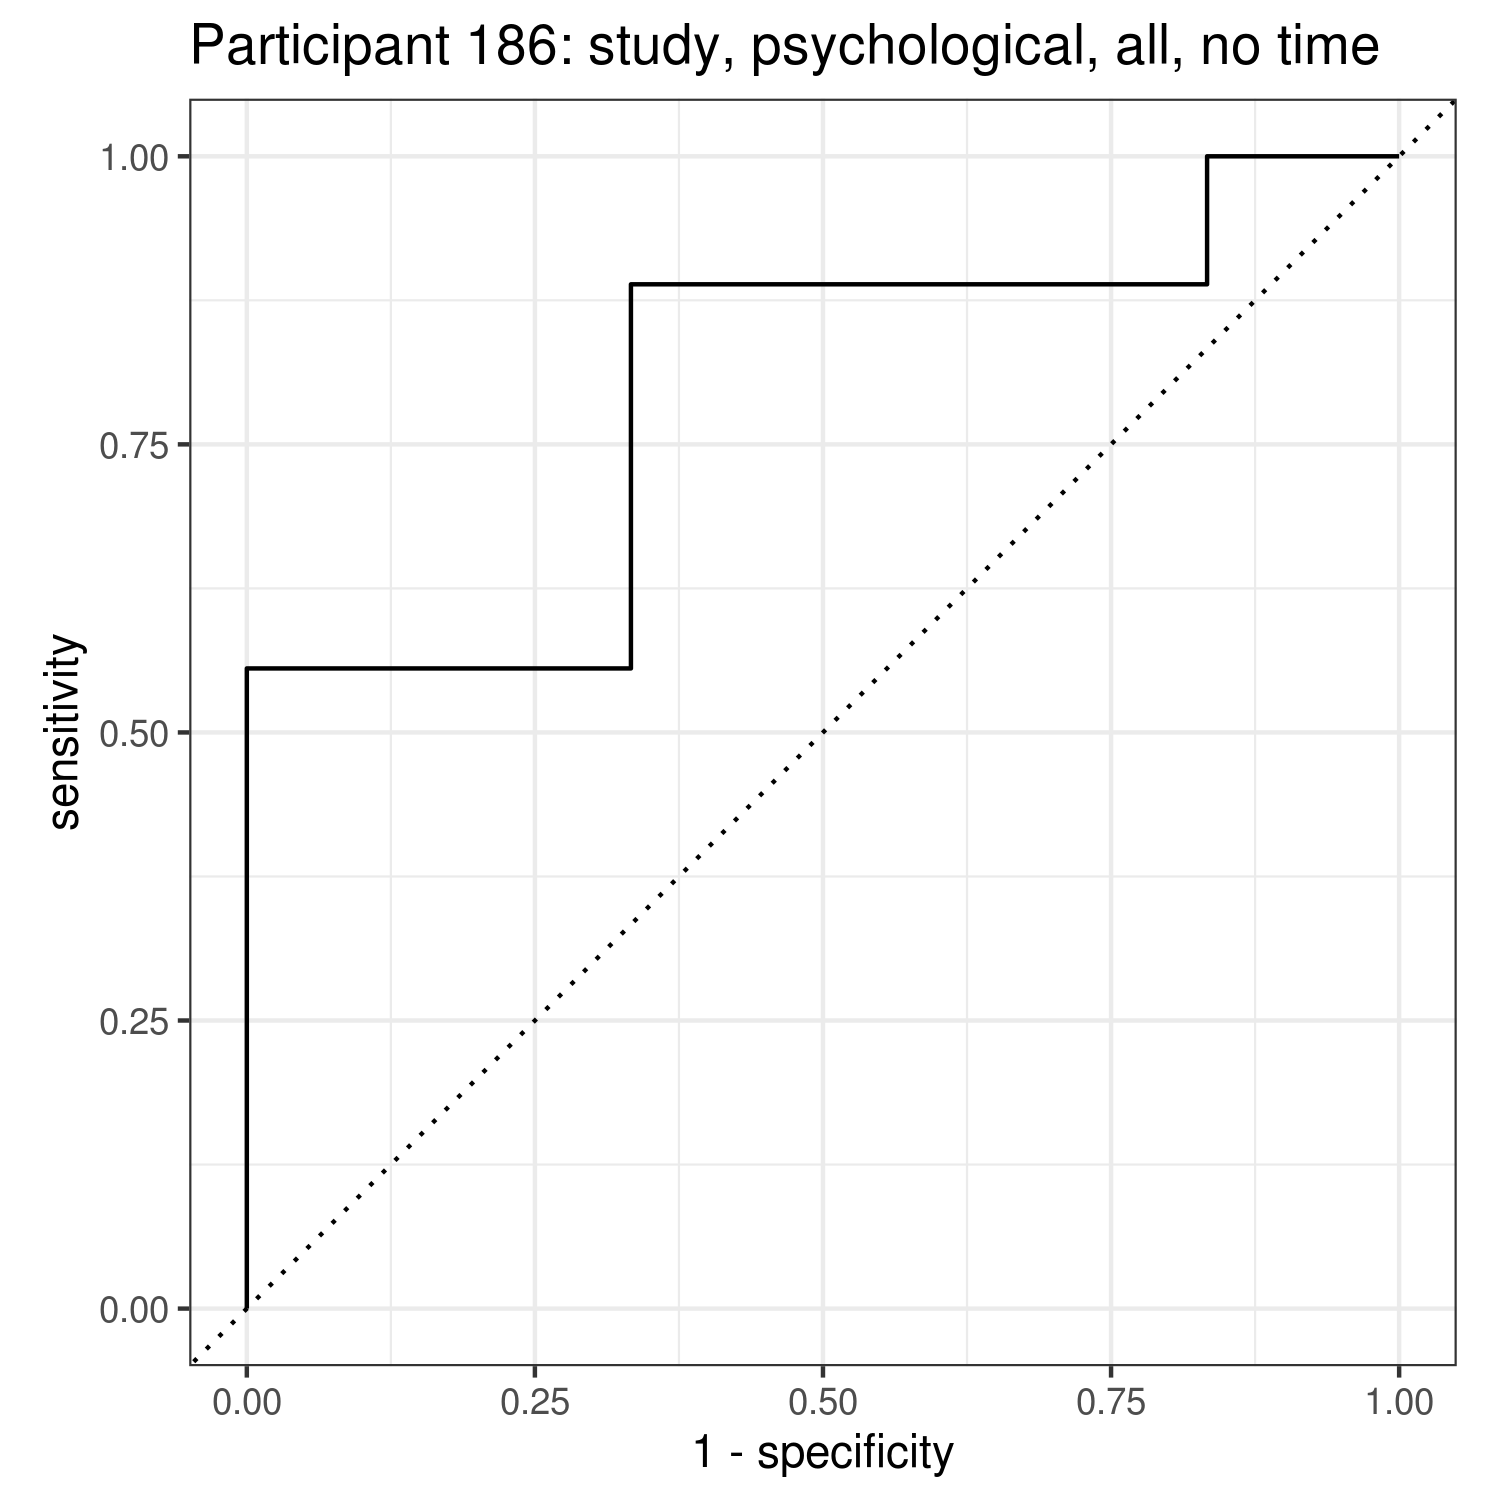 Participant 186: study, psychological, all, no time
1.00
0.75
0.50
0.25
0.00
sensitivity
0.00 0.25 0.50 0.75 1.00
1 - specificity